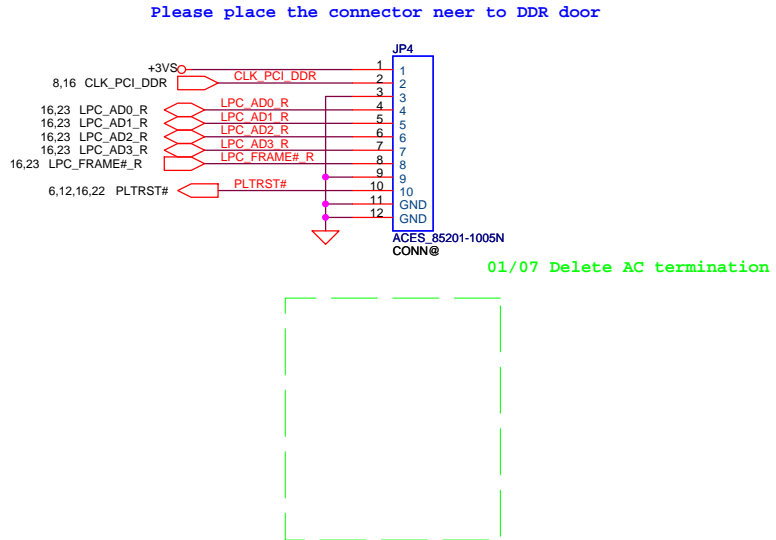 Please place the connector neer to DDR door
JP4
+3VS 1 1
8,16 CLK_PCI_DDR CLK_PCI_DDR 2 2
3 3
16,23 LPC_AD0_R LPC_AD0_R 4 4
16,23 LPC_AD1_R LPC_AD1_R 5 5
16,23 LPC_AD2_R LPC_AD2_R 6 6
16,23 LPC_AD3_R LPC_AD3_R 7 7
16,23 LPC_FRAME#_R LPC_FRAME#_R 8 8
9 9
6,12,16,22 PLTRST# PLTRST# 10 10
11 GND
12 GND
ACES_85201-1005N
CONN@
01/07 Delete AC termination